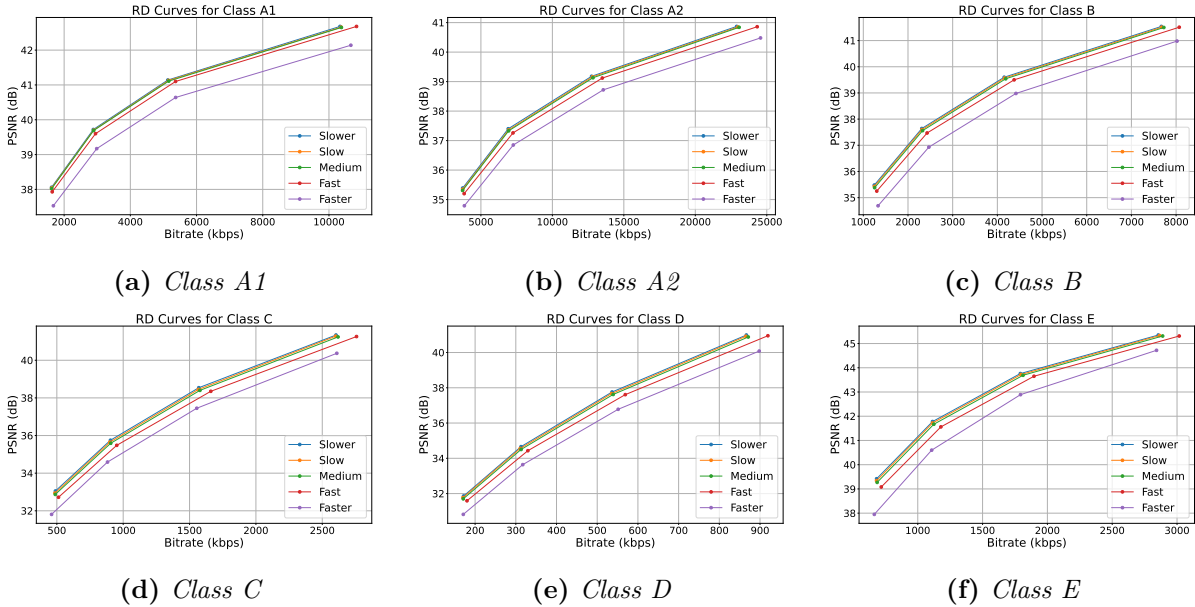 RD Curves for Class A1
PSNR (dB)
42
41
40
39
38
2000 4000 6000 8000 10000
Bitrate (kbps)
Slower
Slow
Medium
Fast
Faster
(a) Class A1
RD Curves for Class A2
PSNR (dB)
41
40
39
38
37
36
35
5000 10000 15000 20000 25000
Bitrate (kbps)
Slower
Slow
Medium
Fast
Faster
(b) Class A2
RD Curves for Class B
PSNR (dB)
41
40
39
38
37
36
35
1000 2000 3000 4000 5000 6000 7000 8000
Bitrate (kbps)
Slower
Slow
Medium
Fast
Faster
(c) Class B
RD Curves for Class C
PSNR (dB)
40
38
36
34
32
500 1000 1500 2000 2500
Bitrate (kbps)
Slower
Slow
Medium
Fast
Faster
(d) Class C
RD Curves for Class D
PSNR (dB)
40
38
36
34
32
200 300 400 500 600 700 800 900
Bitrate (kbps)
Slower
Slow
Medium
Fast
Faster
(e) Class D
RD Curves for Class E
PSNR (dB)
45
44
43
42
41
40
39
38
1000 1500 2000 2500 3000
Bitrate (kbps)
Slower
Slow
Medium
Fast
Faster
(f) Class E